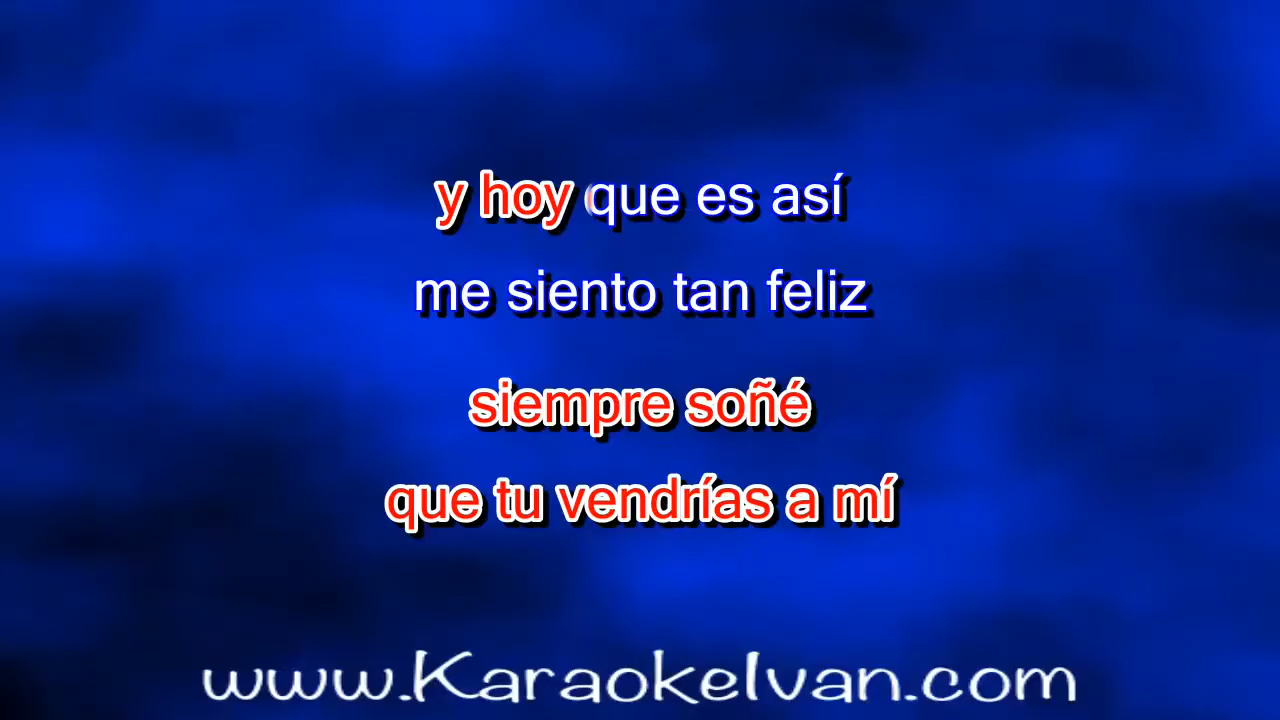 y hoy que es así
me siento tan feliz
siempre soñé
que tu vendrías a mí
www.KaraokeIvan.com